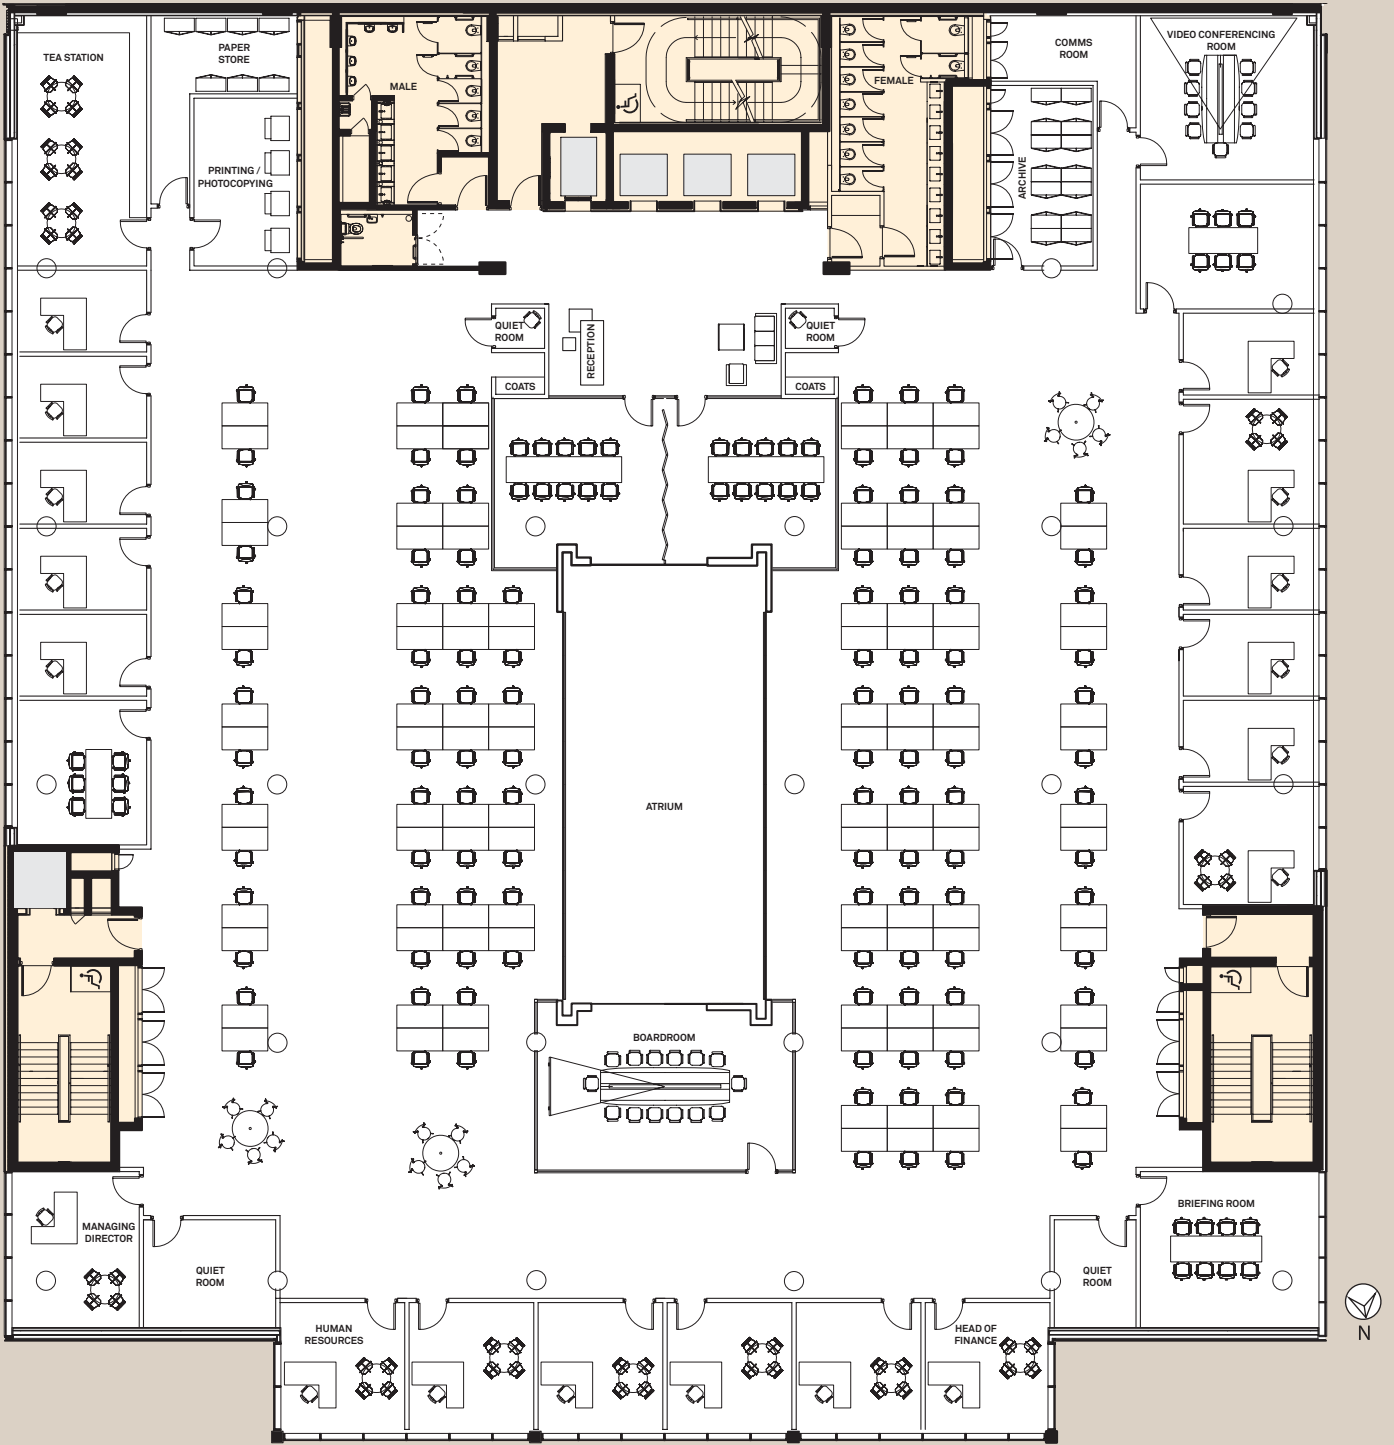 TEA STATION
PAPER
STORE
MALE
FEMALE
COMMS
ROOM
VIDEO CONFERENCING
ROOM
PRINTING /
PHOTOCOPYING
ARCHIVE
QUIET
ROOM
RECEPTION
QUIET
ROOM
COATS
COATS
ATRIUM
BOARDROOM
MANAGING
DIRECTOR
BRIEFING ROOM
QUIET
ROOM
QUIET
ROOM
HUMAN
RESOURCES
HEAD OF
FINANCE
N